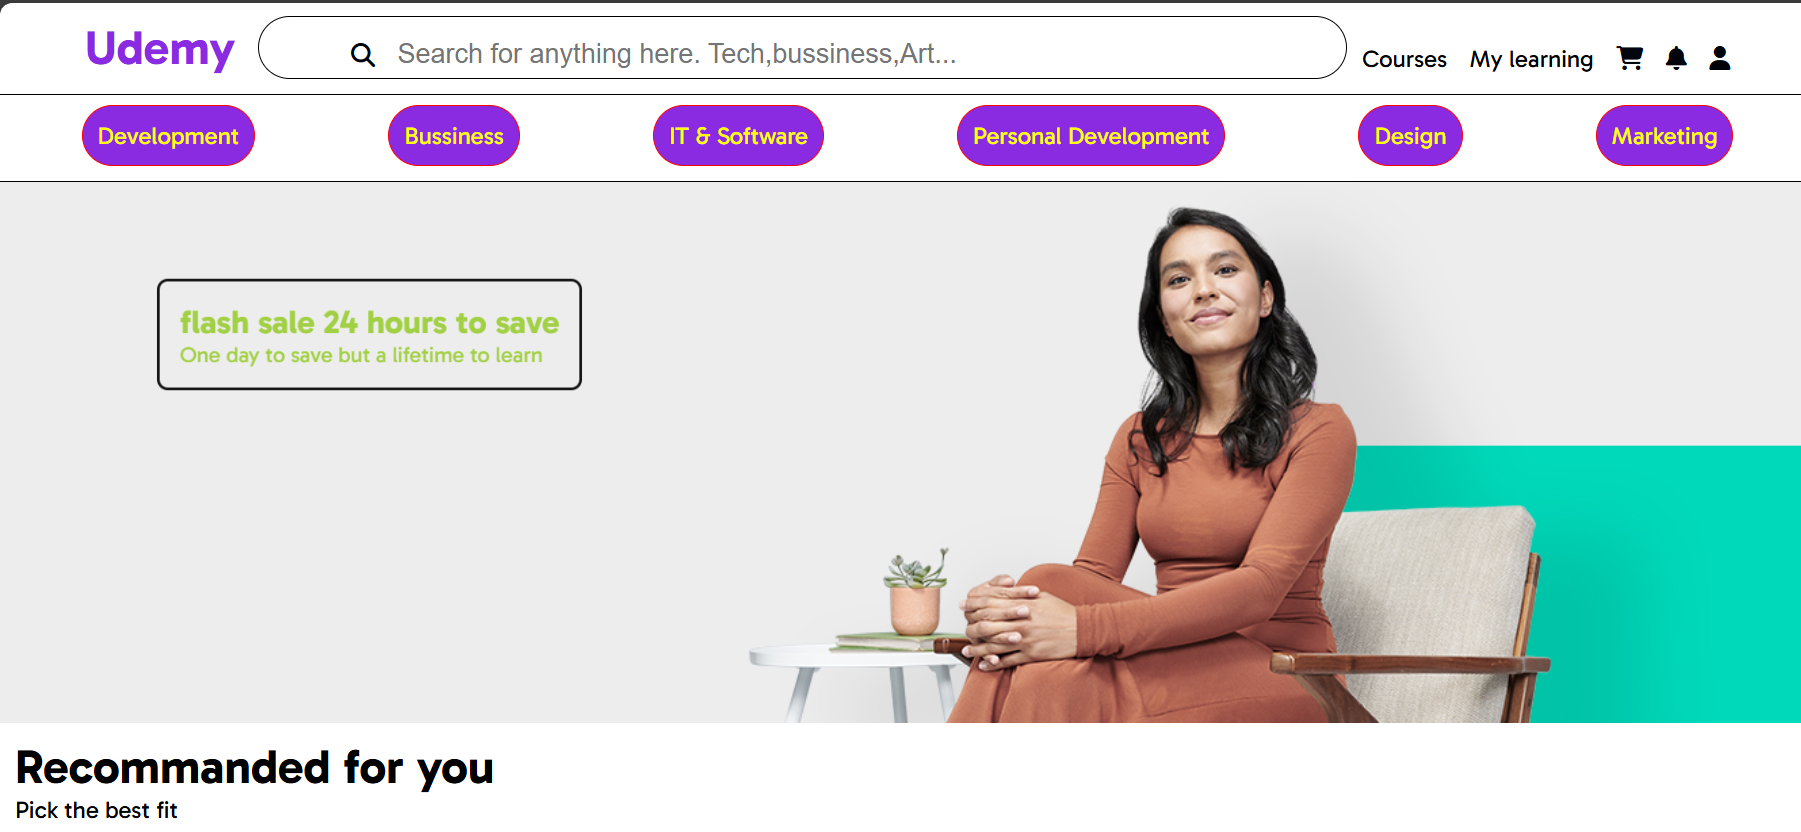 Udemy
Search for anything here. Tech,bussiness,Art...
Courses
My learning
Development
Bussiness
IT & Software
Personal Development
Design
Marketing
flash sale 24 hours to save
One day to save but a lifetime to learn
Recommanded for you
Pick the best fit